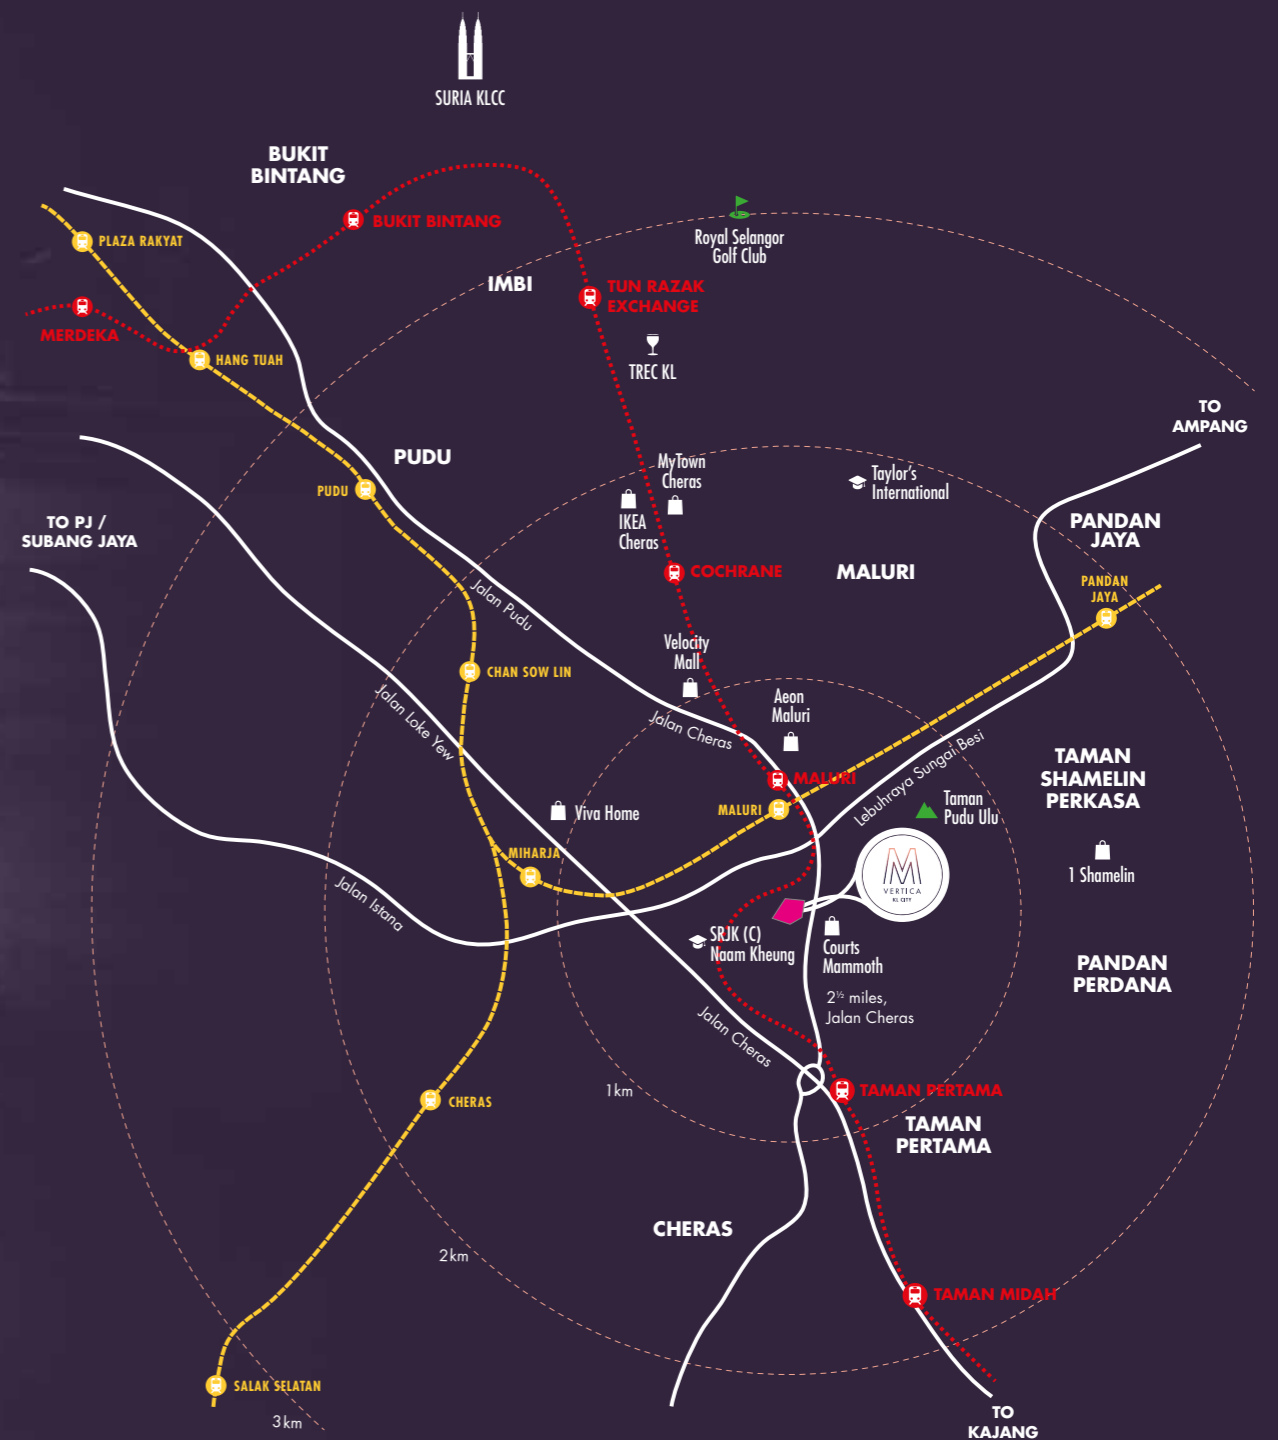 SURIA KLCC
BUKIT
BINTANG
BUKIT BINTANG
PLAZA RAKYAT
Royal Selangor
Golf Club
IMBI
TUN RAZAK
EXCHANGE
MERDEKA
HANG TUAH
TREC KL
TO
AMPANG
PUDU
MyTown
Cheras
PUDU
Taylor's
International
IKEA
Cheras
TO PJ /
SUBANG JAYA
PANDAN
JAYA
COCHRANE
MALURI
PANDAN
JAYA
Jalan Pudu
Velocity
Mall
CHAN SOW LIN
Jalan Loke Yew
Aeon
Maluri
Jalan Cheras
Lebuhraya Sungai Besi
TAMAN
SHAMELIN
PERKASA
MALURI
MALURI
Taman
Pudu Ulu
Viva Home
MIHARJA
1 Shamelin
M
VERTICA
KL CITY
Jalan Istana
SRJK (C)
Naam Kheung
Courts
Mammoth
PANDAN
PERDANA
2½ miles,
Jalan Cheras
Jalan Cheras
1km
TAMAN PERTAMA
CHERAS
TAMAN
PERTAMA
CHERAS
2km
TAMAN MIDAH
SALAK SELATAN
3km
TO
KAJANG